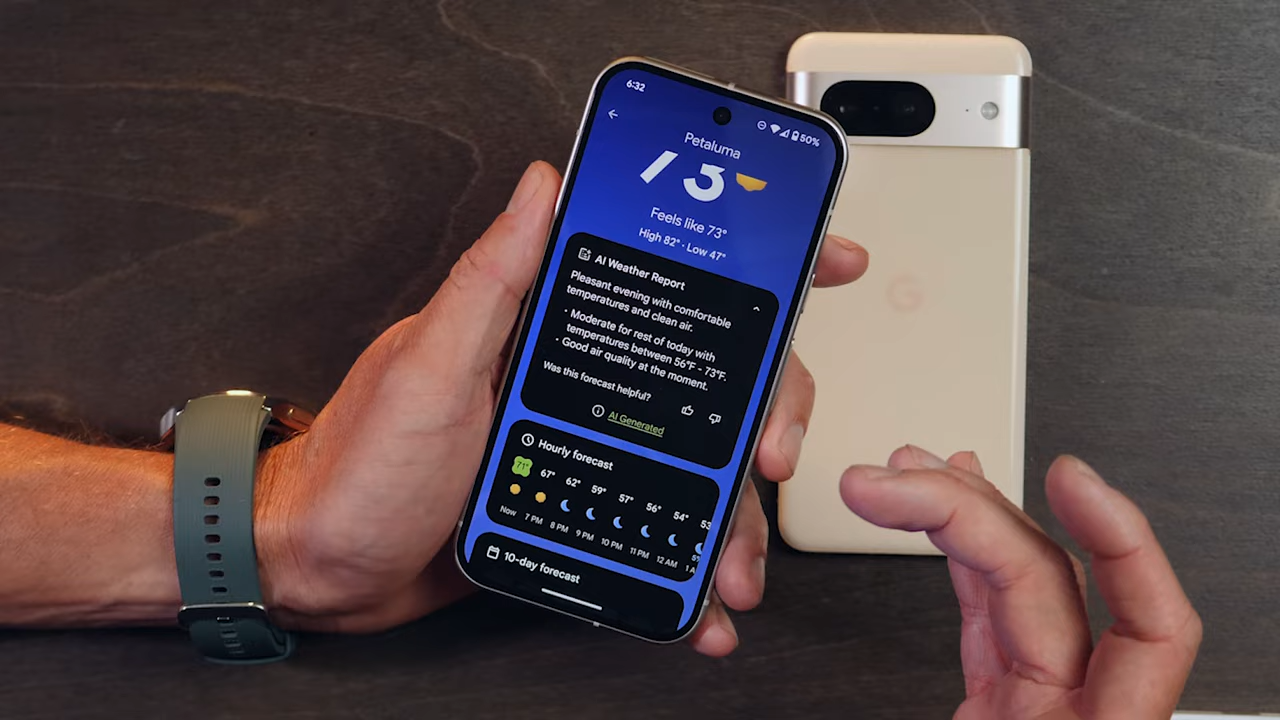 6:32
50%
Petaluma
73
Feels like 73°
High 82° · Low 47°
AI Weather Report
Pleasant evening with comfortable
temperatures and clean air.
· Moderate for rest of today with
temperatures between 56°F - 73°F.
· Good air quality at the moment.
Was this forecast helpful?
AI Generated
Hourly forecast
71° 67° 62° 59° 57° 56° 54° 53
Now 7 PM 8 PM 9 PM 10 PM 11 PM 12 AM 1 A
10-day forecast
G